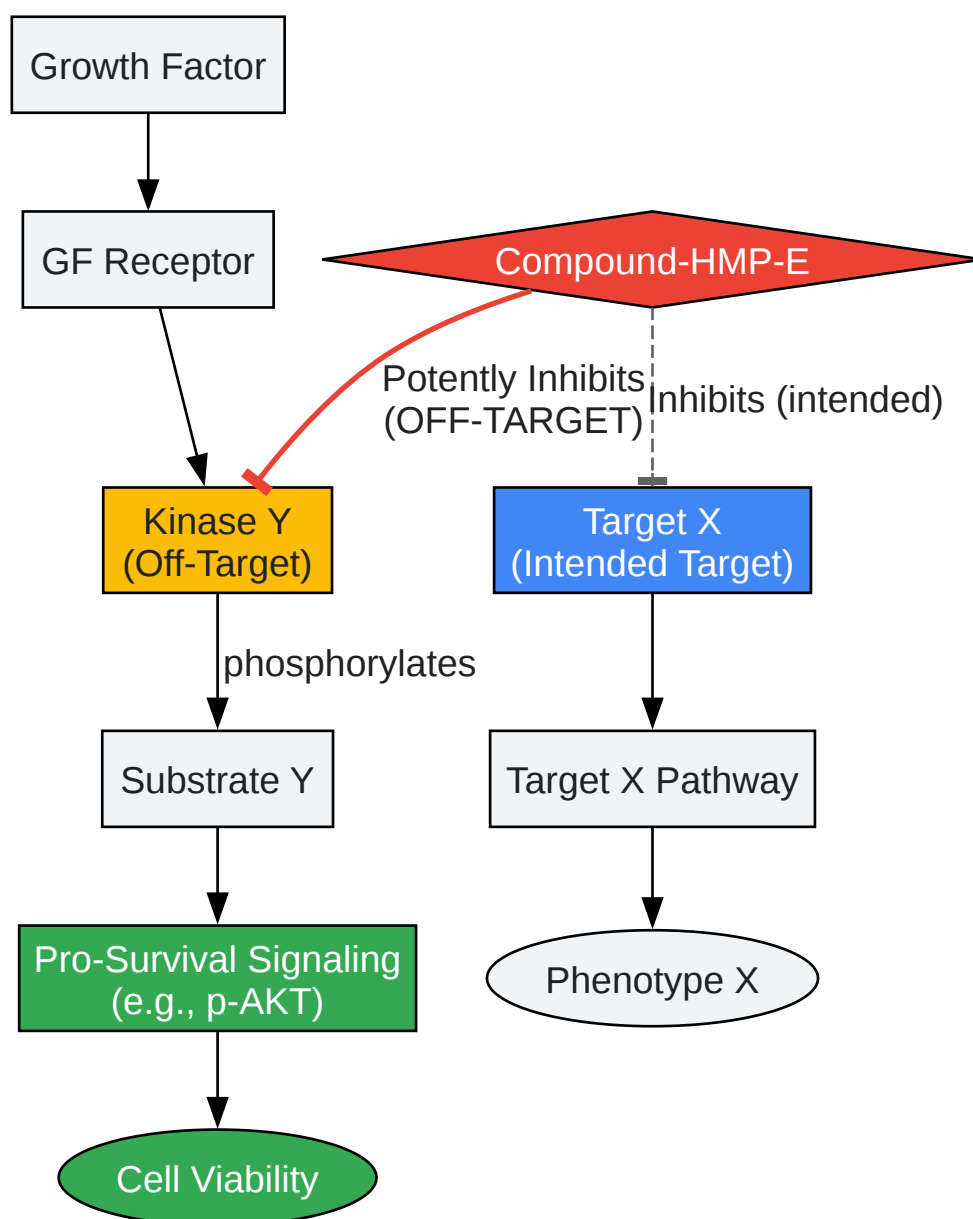 Growth Factor
GF Receptor
Compound-HMP-E
Potently Inhibits
(OFF-TARGET)
Inhibits (intended)
Kinase Y
(Off-Target)
Target X
(Intended Target)
phosphorylates
Substrate Y
Target X Pathway
Pro-Survival Signaling
(e.g., p-AKT)
Phenotype X
Cell Viability